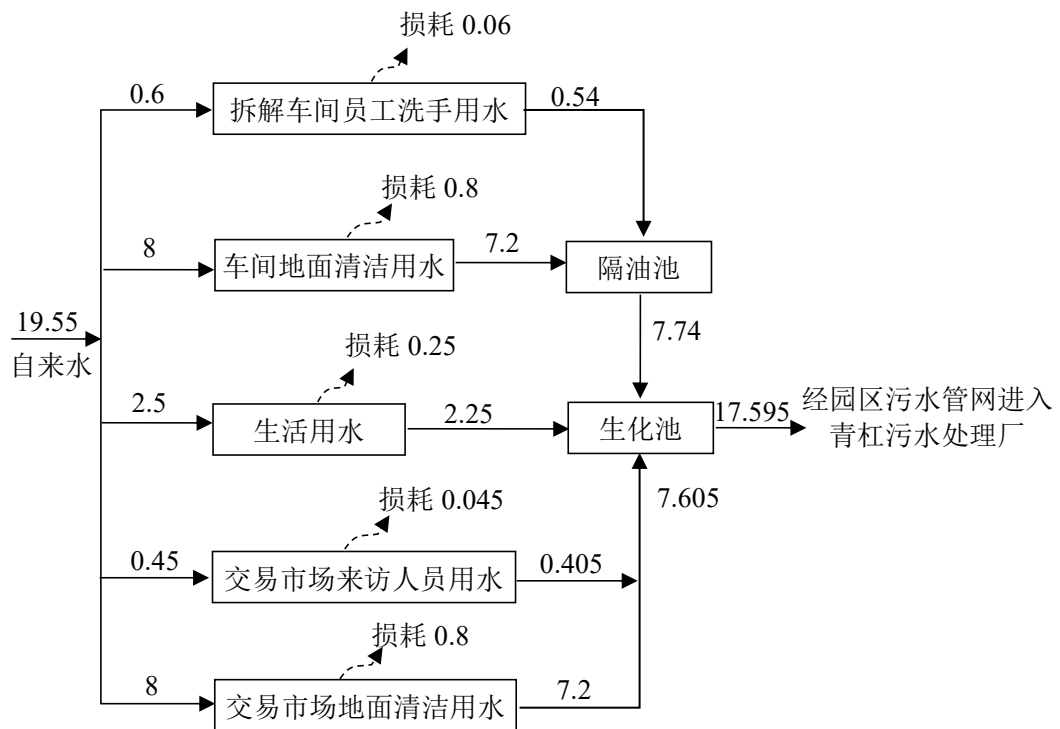 损耗 0.06
0.6
拆解车间员工洗手用水
0.54
损耗 0.8
8
车间地面清洁用水
7.2
隔油池
19.55
自来水
7.74
损耗 0.25
2.5
生活用水
2.25
生化池
17.595
经园区污水管网进入
青杠污水处理厂
7.605
损耗 0.045
0.45
交易市场来访人员用水
0.405
损耗 0.8
8
交易市场地面清洁用水
7.2